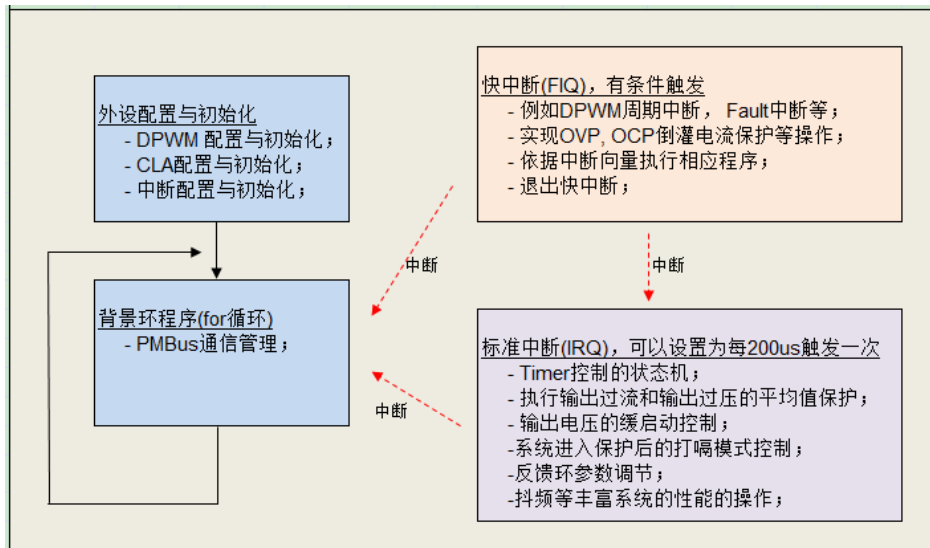 外设配置与初始化
- DPWM 配置与初始化；
- CLA配置与初始化；
- 中断配置与初始化；
快中断(FIQ)，有条件触发
- 例如DPWM周期中断， Fault中断等；
- 实现OVP, OCP倒灌电流保护等操作；
- 依据中断向量执行相应程序；
- 退出快中断；
中断
中断
背景环程序(for循环)
- PMBus通信管理；
中断
标准中断(IRQ)，可以设置为每200us触发一次
- Timer控制的状态机；
- 执行输出过流和输出过压的平均值保护；
- 输出电压的缓启动控制；
-系统进入保护后的打嗝模式控制；
-反馈环参数调节；
-抖频等丰富系统的性能的操作；